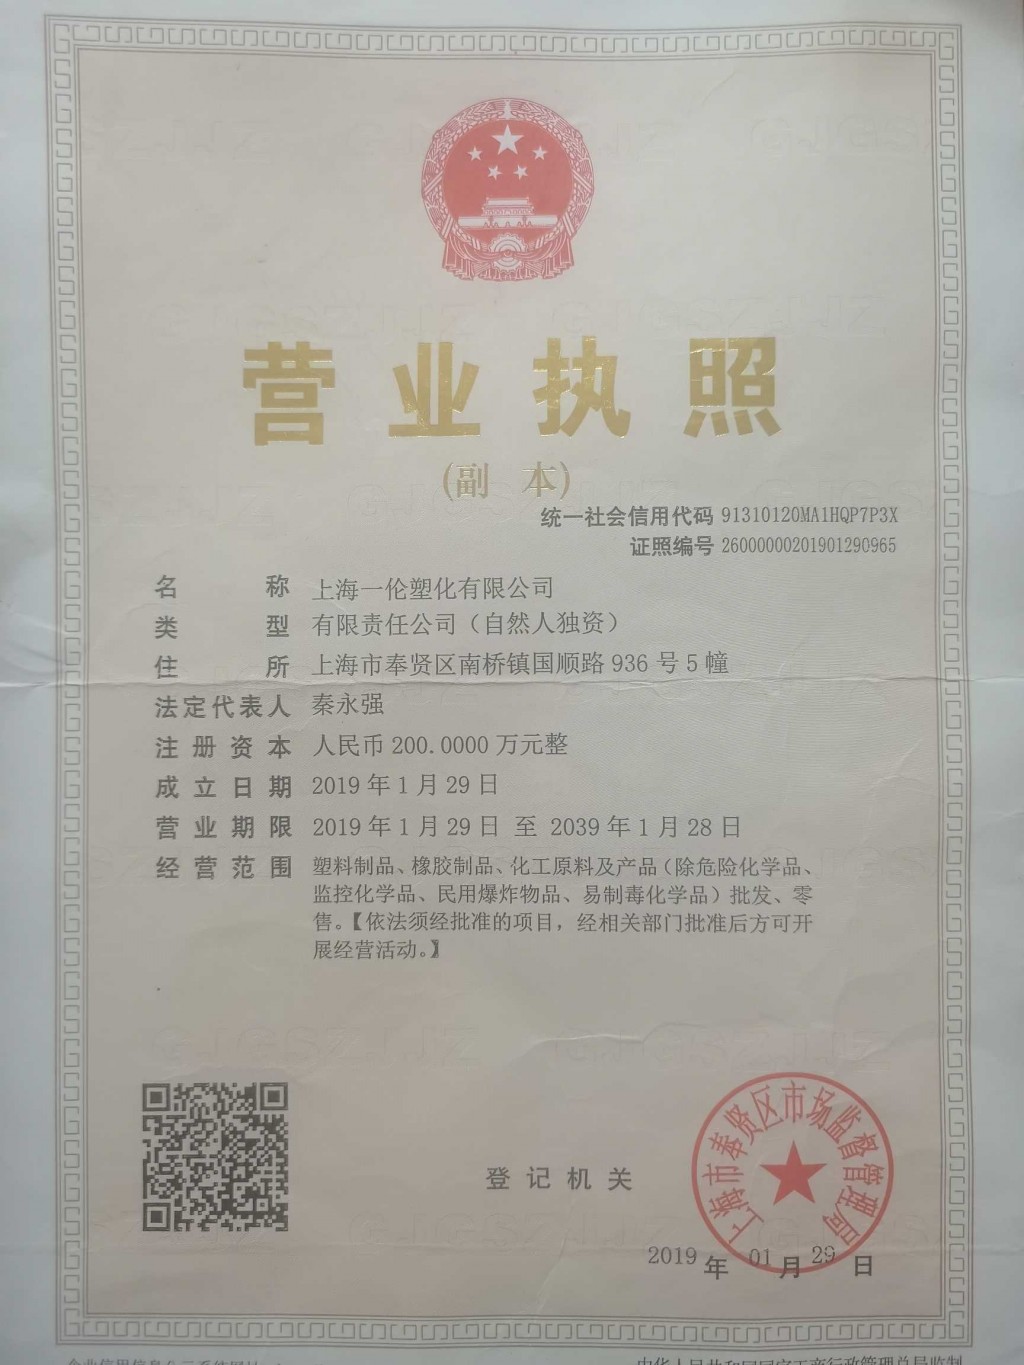 营业执照
(副 本)
统一社会信用代码 91310120MA1HQP7P3X
证照编号 26000000201901290965
名 称 上海一伦塑化有限公司
类 型 有限责任公司（自然人独资）
住 所 上海市奉贤区南桥镇国顺路936号5幢
法定代表人 秦永强
注册资本 人民币200.0000万元整
成立日期 2019年1月29日
营业期限 2019年1月29日 至 2039年1月28日
经营范围 塑料制品、橡胶制品、化工原料及产品（除危险化学品、
监控化学品、民用爆炸物品、易制毒化学品）批发、零
售。【依法须经批准的项目，经相关部门批准后方可开
展经营活动。】
上海市奉贤区市场监督管理局
登记机关
2019 年 01 月 29 日